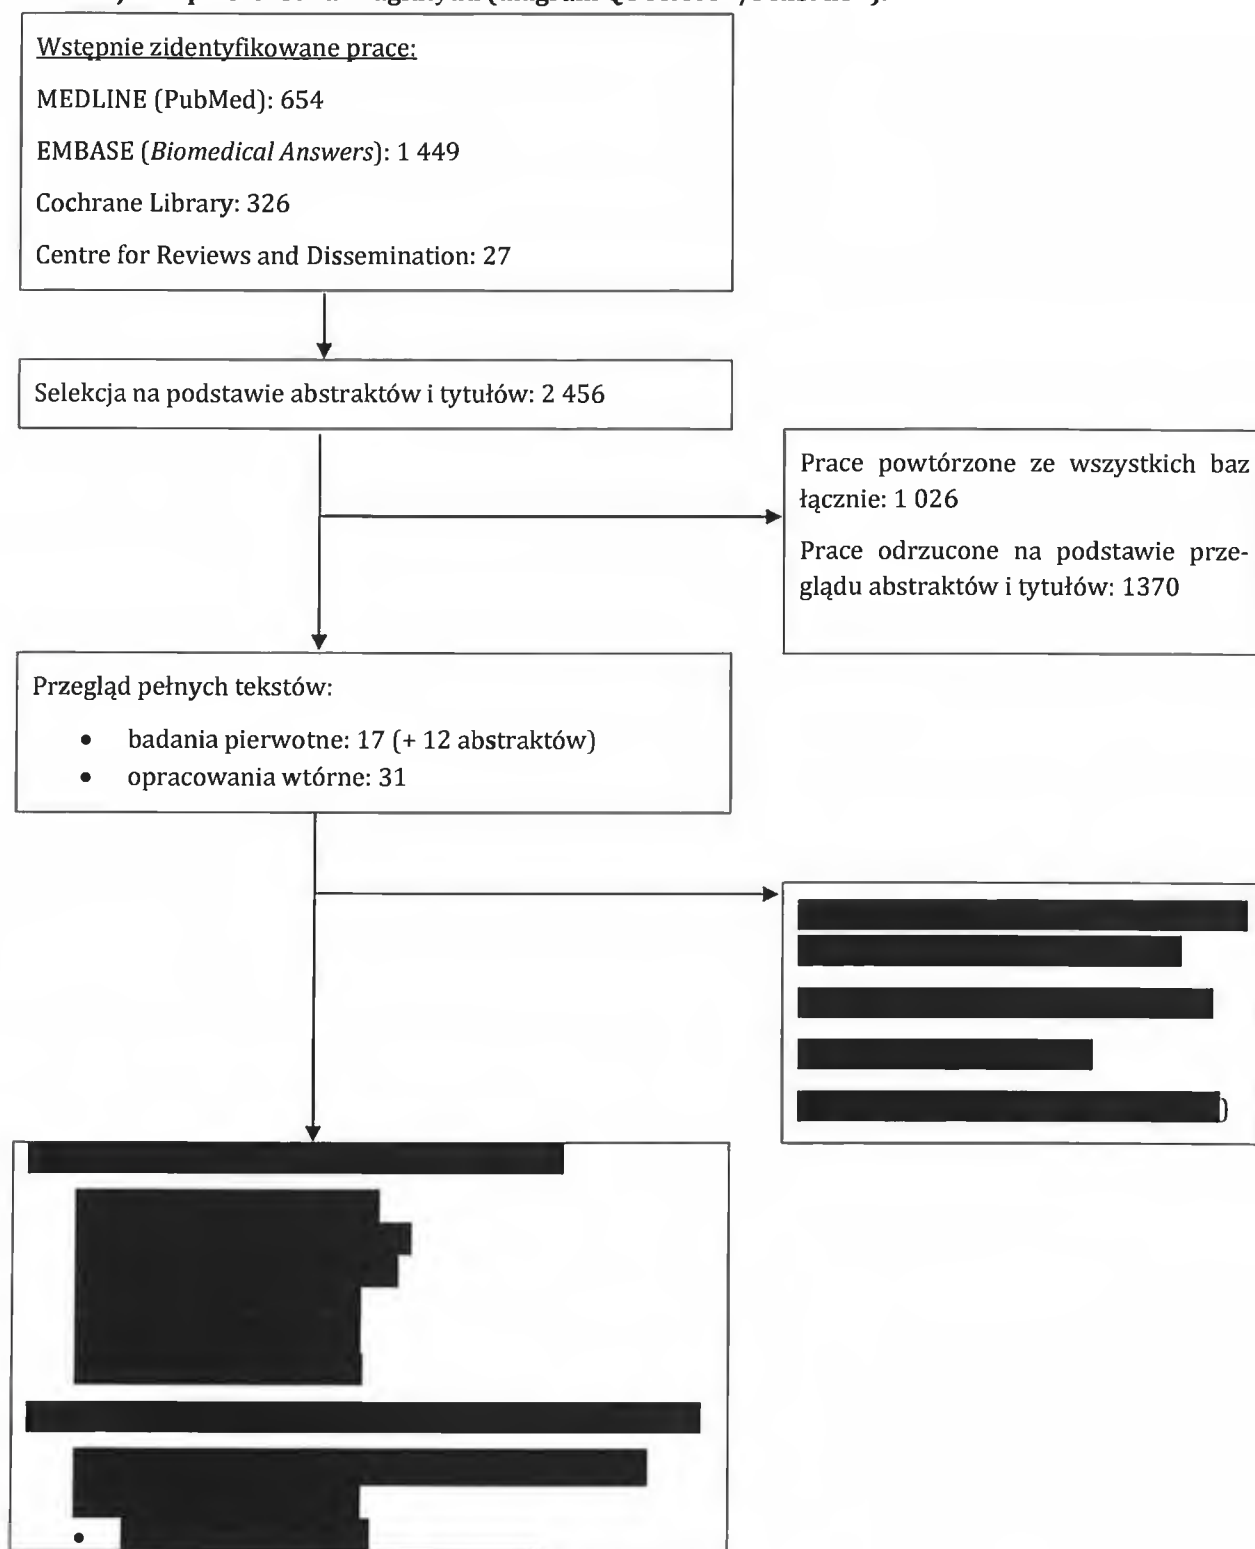 Wstępnie zidentyfikowane prace:
MEDLINE (PubMed): 654
EMBASE (Biomedical Answers): 1 449
Cochrane Library: 326
Centre for Reviews and Dissemination: 27
Selekcja na podstawie abstraktów i tytułów: 2 456
Prace powtórzone ze wszystkich baz
łącznie: 1 026
Prace odrzucone na podstawie prze-
glądu abstraktów i tytułów: 1370
Przegląd pełnych tekstów:
• badania pierwotne: 17 (+ 12 abstraktów)
• opracowania wtórne: 31